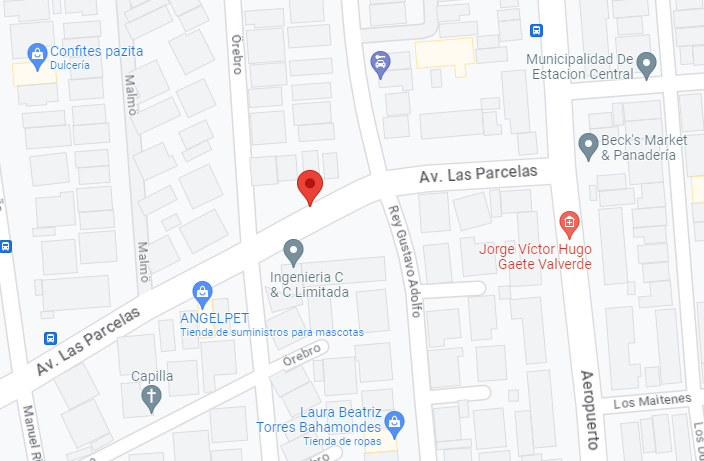 Confites pazita
Dulcería
Örebro
Malmö
Municipalidad De
Estacion Central
Beck's Market
& Panadería
Av. Las Parcelas
Rey Gustavo Adolfo
Jorge Víctor Hugo
Gaete Valverde
Malmö
Ingenieria C
& C Limitada
ANGELPET
Tienda de suministros para mascotas
Av. Las Parcelas
Örebro
Capilla
Aeropuerto
Los Maitenes
Laura Beatriz
Torres Bahamondes
Tienda de ropas
Manuel
Los